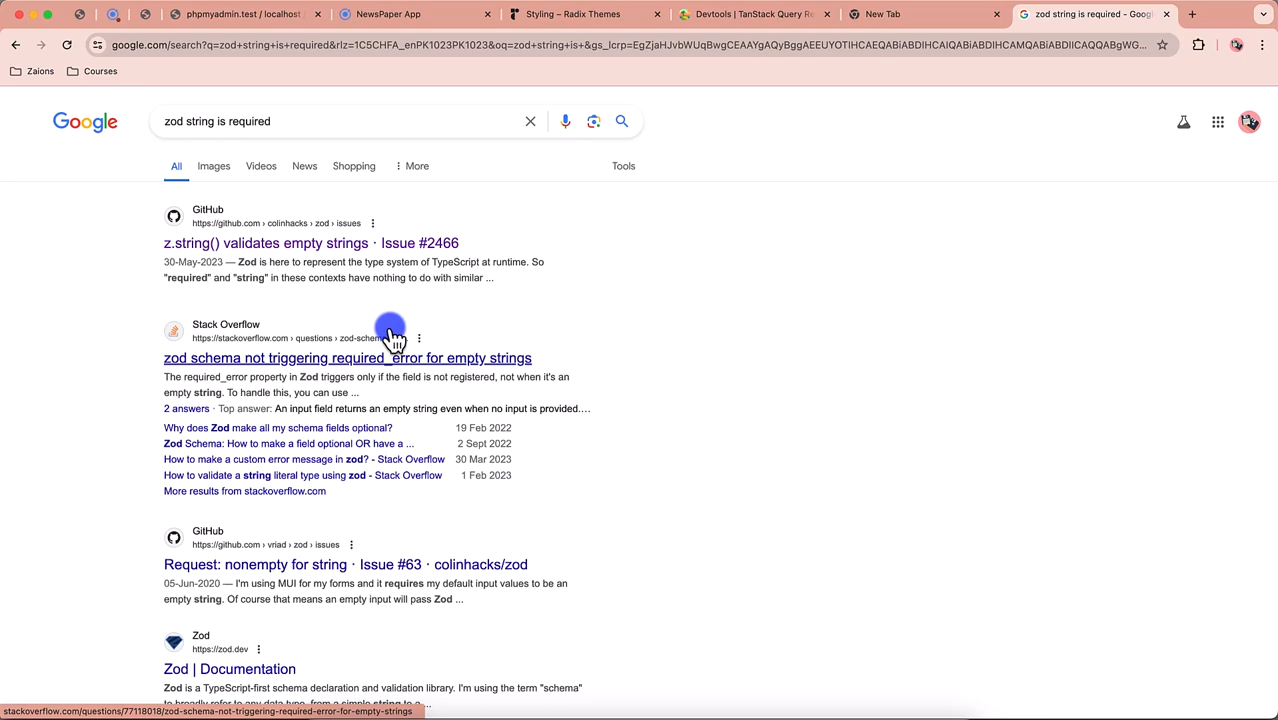 phpmyadmin.test / localhost
NewsPaper App
Styling – Radix Themes
Devtools | TanStack Query R
New Tab
zod string is required - Goog
google.com/search?q=zod+string+is+required&rlz=1C5CHFA_enPK1023PK1023&oq=zod+string+is+&gs_lcrp=EgZjaHJvbWUqBwgCEAAYgAQyBggAEEUYOTIHCAEQABiABDIHCAIQABiABDIHCAMQABiABDIICAQQABgWG...
Zaions
Courses
Google
zod string is required
All
Images
Videos
News
Shopping
More
Tools
GitHub
https://github.com › colinhacks › zod › issues
z.string() validates empty strings · Issue #2466
30-May-2023 — Zod is here to represent the type system of TypeScript at runtime. So
"required" and "string" in these contexts have nothing to do with similar ...
Stack Overflow
https://stackoverflow.com › questions › zod-schem
zod schema not triggering required_error for empty strings
The required_error property in Zod triggers only if the field is not registered, not when it's an
empty string. To handle this, you can use ...
2 answers · Top answer: An input field returns an empty string even when no input is provided....
Why does Zod make all my schema fields optional? 19 Feb 2022
Zod Schema: How to make a field optional OR have a ... 2 Sept 2022
How to make a custom error message in zod? - Stack Overflow 30 Mar 2023
How to validate a string literal type using zod - Stack Overflow 1 Feb 2023
More results from stackoverflow.com
GitHub
https://github.com › vriad › zod › issues
Request: nonempty for string · Issue #63 · colinhacks/zod
05-Jun-2020 — I'm using MUI for my forms and it requires my default input values to be an
empty string. Of course that means an empty input will pass Zod ...
Zod
https://zod.dev
Zod | Documentation
Zod is a TypeScript-first schema declaration and validation library. I'm using the term "schema"
to broadly refer to any data type, from a simple string to a ...
stackoverflow.com/questions/77118018/zod-schema-not-triggering-required-error-for-empty-strings